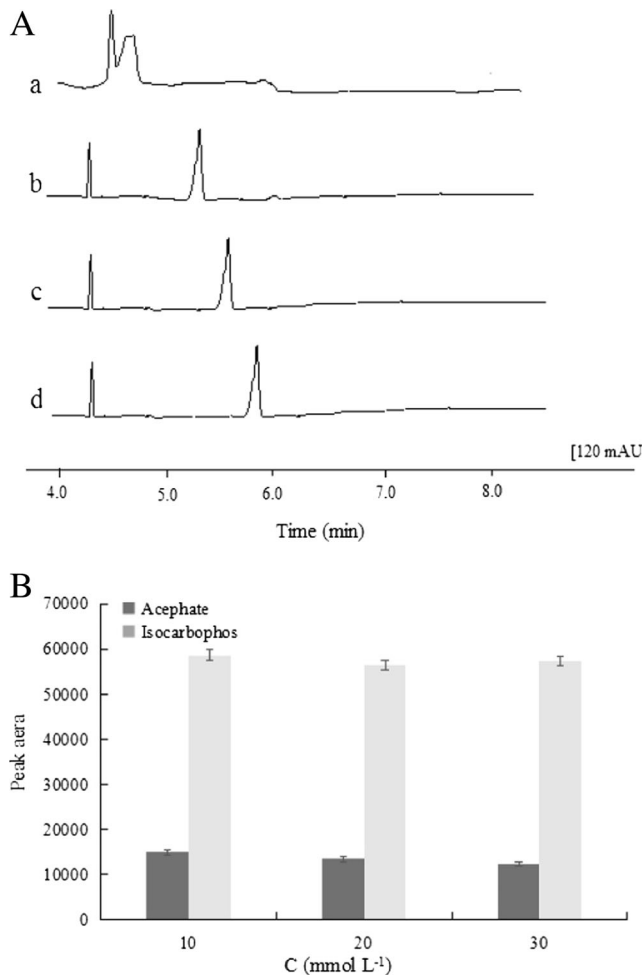 A
a
b
c
d
[120 mAU
4.0 5.0 6.0 7.0 8.0
Time (min)
B
Acephate
Isocarbophos
70000
60000
50000
40000
30000
20000
10000
0
Peak aera
10 20 30
C (mmol L⁻¹)